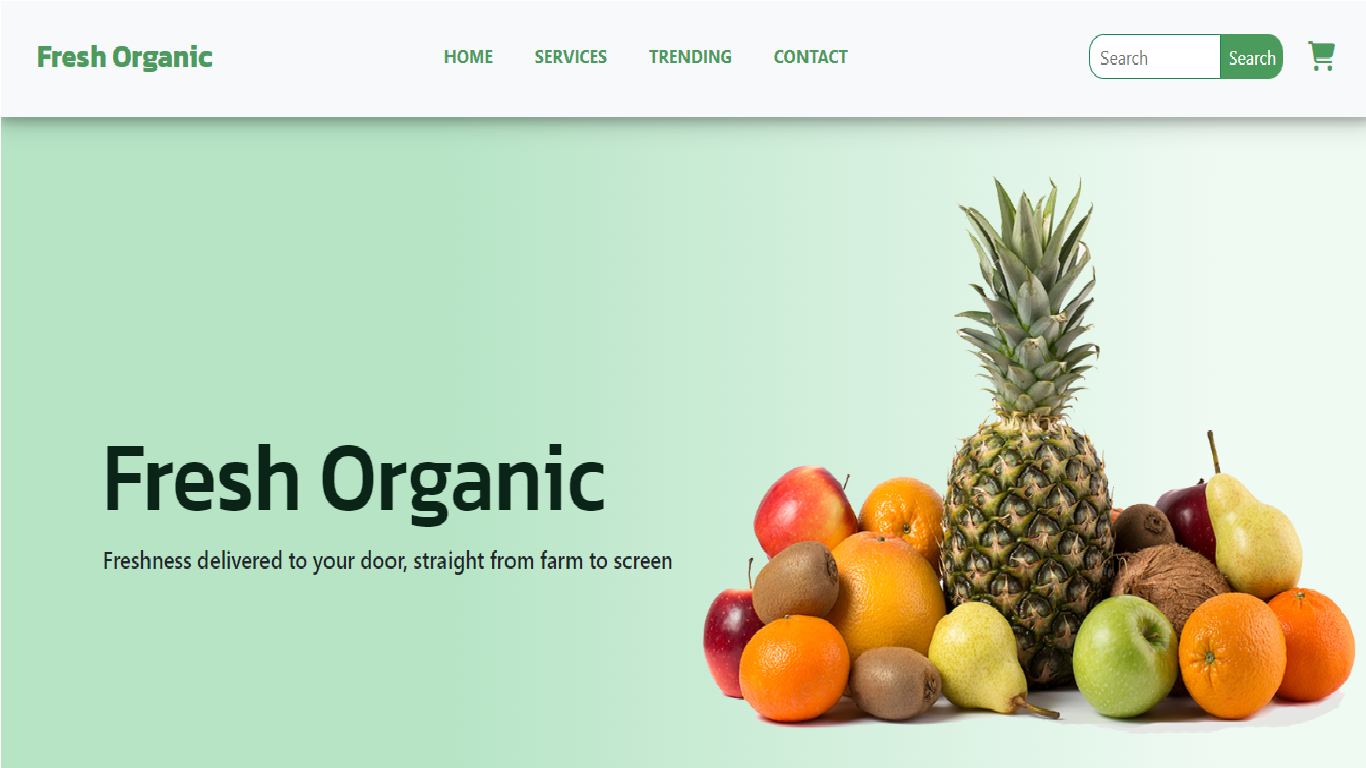 Fresh Organic
HOME SERVICES TRENDING CONTACT
Search Search
Fresh Organic
Freshness delivered to your door, straight from farm to screen